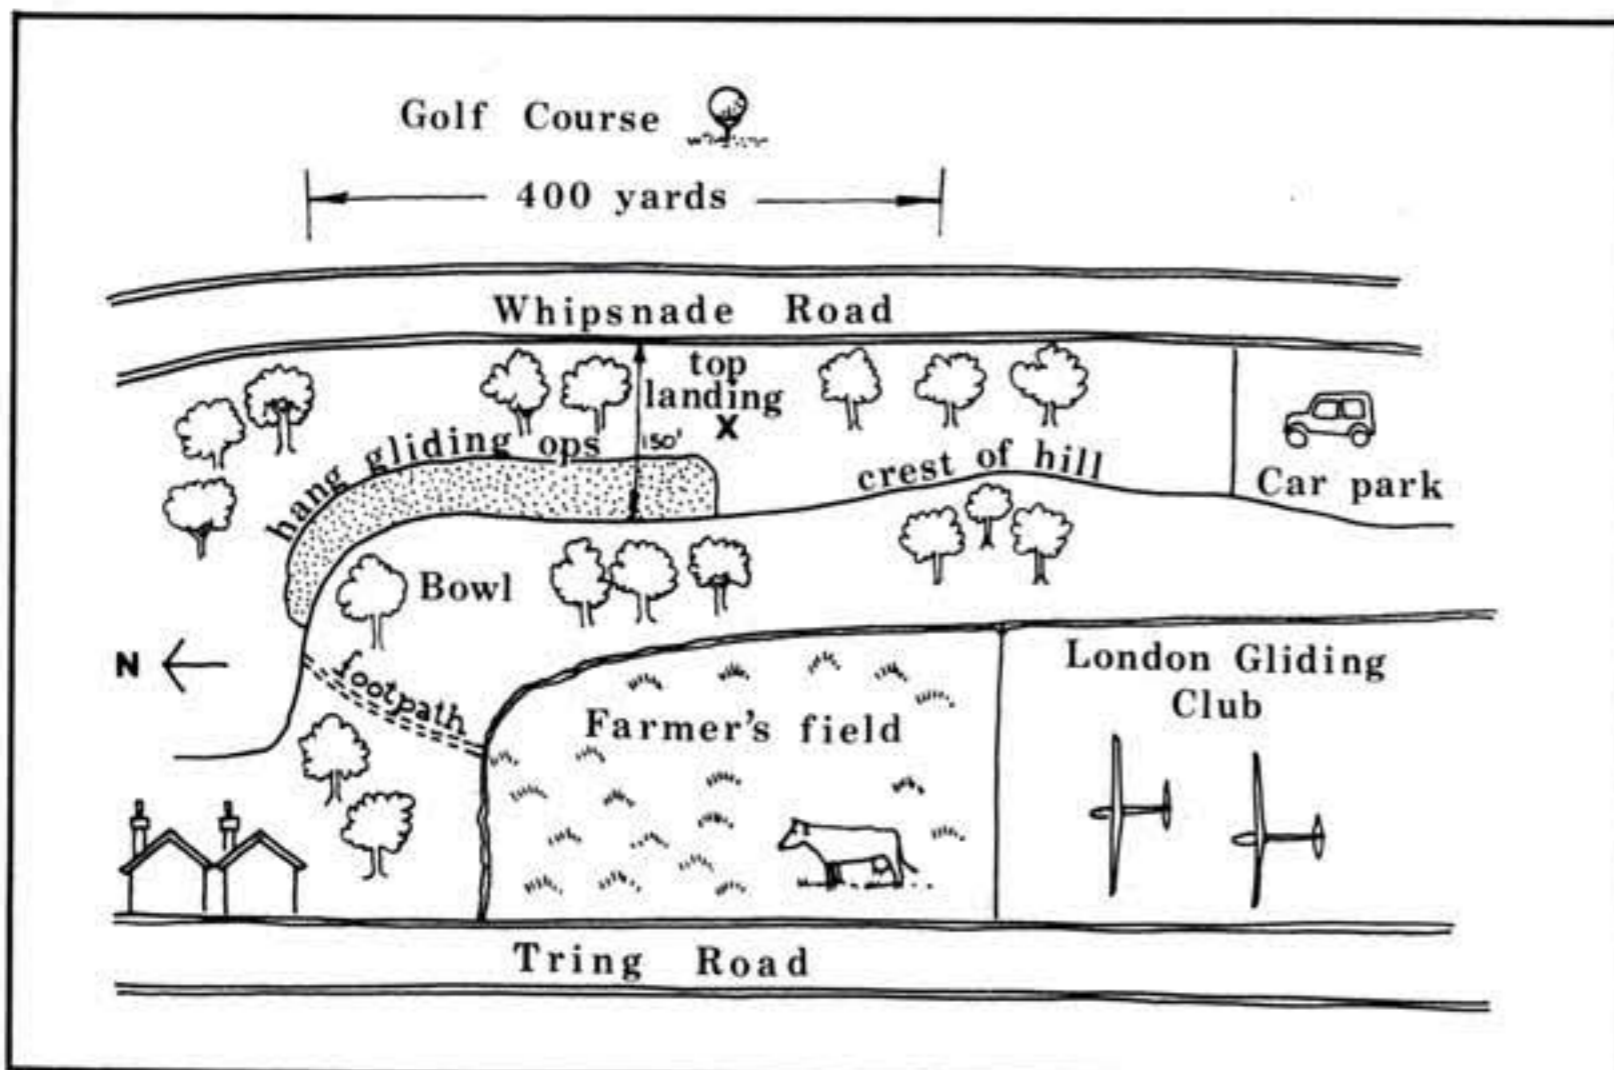 Golf Course
400 yards
Whipsnade Road
top
landing
X
150'
hang gliding ops
crest of hill
Car park
Bowl
N
footpath
London Gliding
Club
Farmer's field
Tring Road